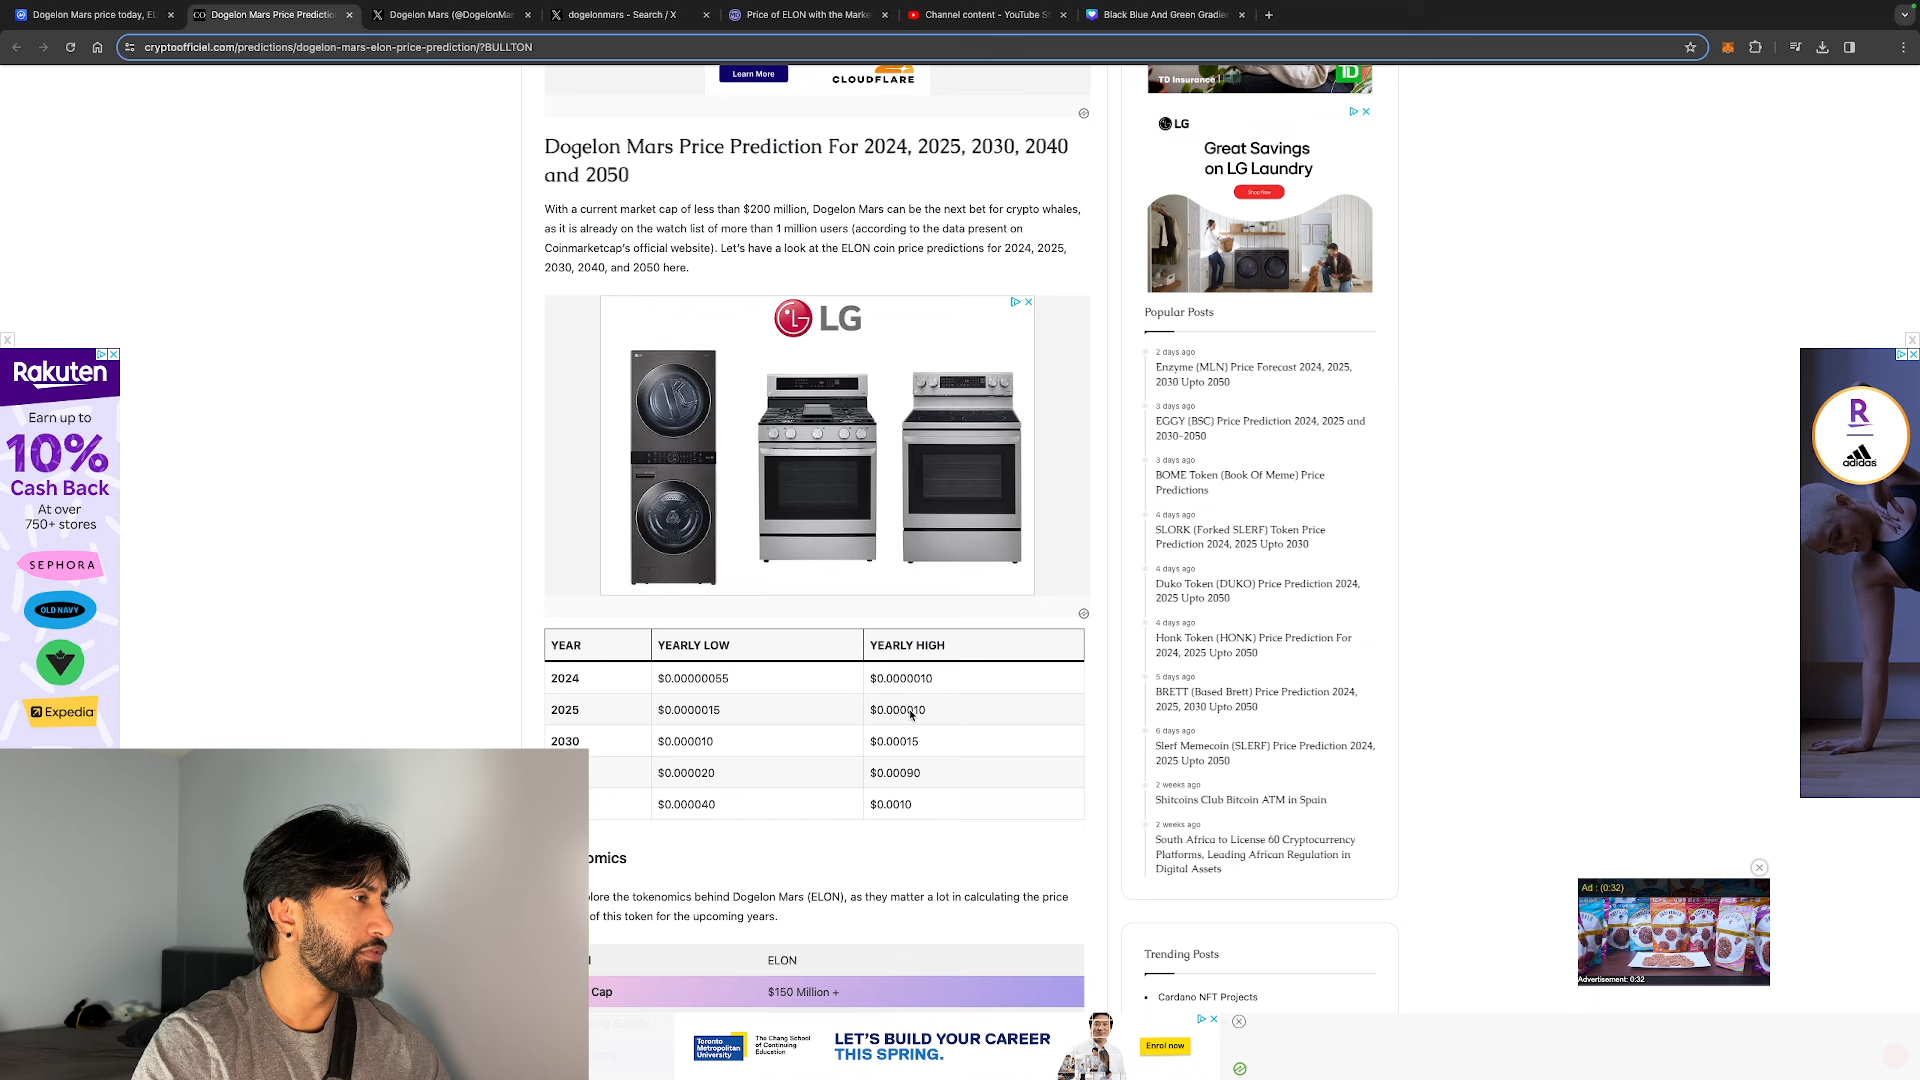 Dogelon Mars price today, EL
Dogelon Mars Price Predictio
Dogelon Mars (@DogelonMar
dogelonmars - Search / X
Price of ELON with the Marke
Channel content - YouTube S
Black Blue And Green Gradie
cryptoofficiel.com/predictions/dogelon-mars-elon-price-prediction/?BULLTON
Learn More
CLOUDFLARE
Dogelon Mars Price Prediction For 2024, 2025, 2030, 2040
and 2050
With a current market cap of less than $200 million, Dogelon Mars can be the next bet for crypto whales,
as it is already on the watch list of more than 1 million users (according to the data present on
Coinmarketcap's official website). Let's have a look at the ELON coin price predictions for 2024, 2025,
2030, 2040, and 2050 here.
LG
YEAR YEARLY LOW YEARLY HIGH
2024 $0.00000055 $0.0000010
2025 $0.0000015 $0.000010
2030 $0.000010 $0.00015
$0.000020 $0.00090
$0.000040 $0.0010
omics
lore the tokenomics behind Dogelon Mars (ELON), as they matter a lot in calculating the price
of this token for the upcoming years.
ELON
Cap $150 Million +
Toronto
Metropolitan
University
The Chang School
of Continuing
Education
LET'S BUILD YOUR CAREER
THIS SPRING.
Enrol now
TD Insurance
TD
LG
Great Savings
on LG Laundry
Shop Now
Popular Posts
2 days ago
Enzyme (MLN) Price Forecast 2024, 2025,
2030 Upto 2050
3 days ago
EGGY (BSC) Price Prediction 2024, 2025 and
2030-2050
3 days ago
BOME Token (Book Of Meme) Price
Predictions
4 days ago
SLORK (Forked SLERF) Token Price
Prediction 2024, 2025 Upto 2030
4 days ago
Duko Token (DUKO) Price Prediction 2024,
2025 Upto 2050
4 days ago
Honk Token (HONK) Price Prediction For
2024, 2025 Upto 2050
5 days ago
BRETT (Based Brett) Price Prediction 2024,
2025, 2030 Upto 2050
6 days ago
Slerf Memecoin (SLERF) Price Prediction 2024,
2025 Upto 2050
2 weeks ago
Shitcoins Club Bitcoin ATM in Spain
2 weeks ago
South Africa to License 60 Cryptocurrency
Platforms, Leading African Regulation in
Digital Assets
Trending Posts
Cardano NFT Projects
X
Rakuten
Earn up to
10%
Cash Back
At over
750+ stores
SEPHORA
OLD NAVY
Expedia
X
R
adidas
Ad : (0:32)
Advertisement: 0:32